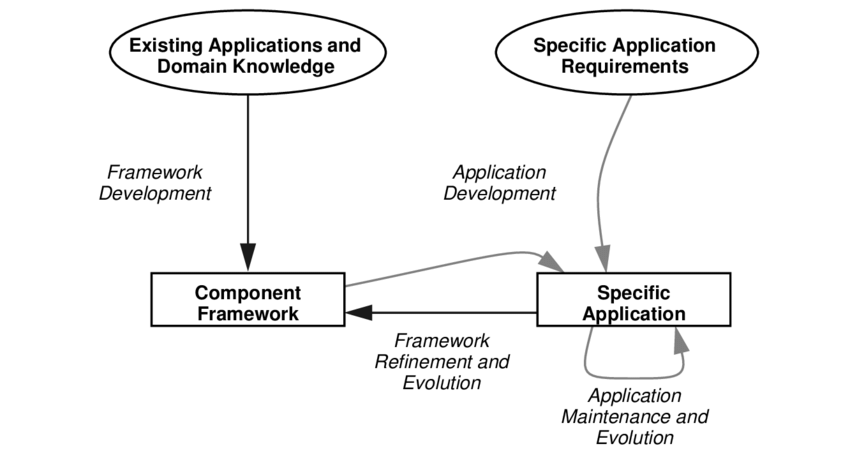 Existing Applications and
Domain Knowledge
Specific Application
Requirements
Framework
Development
Application
Development
Component
Framework
Specific
Application
Framework
Refinement and
Evolution
Application
Maintenance and
Evolution